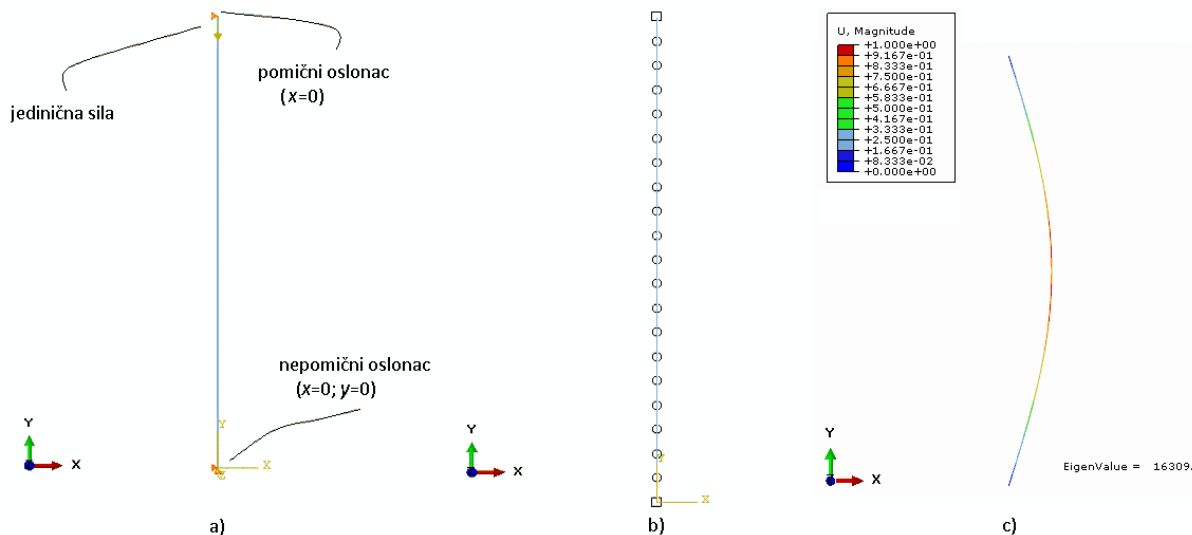 jedinična sila
pomični oslonac
(x=0)
nepomični oslonac
(x=0; y=0)
Y
X
Z
Y
X
a)
Y
X
Y
X
b)
U, Magnitude
+1.000e+00
+9.167e-01
+8.333e-01
+7.500e-01
+6.667e-01
+5.833e-01
+5.000e-01
+4.167e-01
+3.333e-01
+2.500e-01
+1.667e-01
+8.333e-02
+0.000e+00
Y
X
EigenValue = 16309.
c)